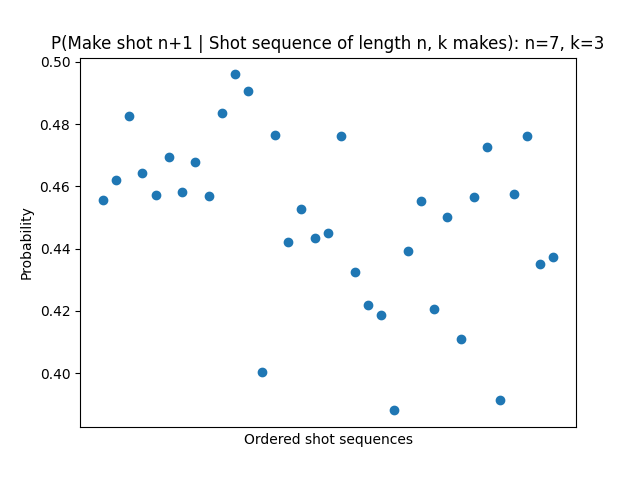 P(Make shot n+1 | Shot sequence of length n, k makes): n=7, k=3
0.50
0.48
0.46
0.44
0.42
0.40
Probability
Ordered shot sequences